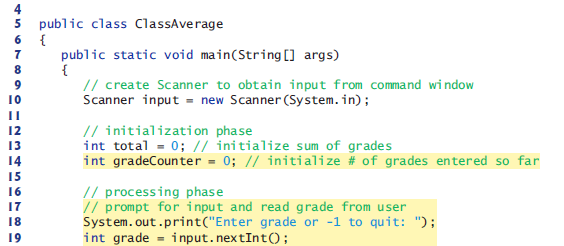 4
5 public class ClassAverage
6 {
7 public static void main(String[] args)
8 {
9 // create Scanner to obtain input from command window
10 Scanner input = new Scanner(System.in);
11
12 // initialization phase
13 int total = 0; // initialize sum of grades
14 int gradeCounter = 0; // initialize # of grades entered so far
15
16 // processing phase
17 // prompt for input and read grade from user
18 System.out.print("Enter grade or -1 to quit: ");
19 int grade = input.nextInt();